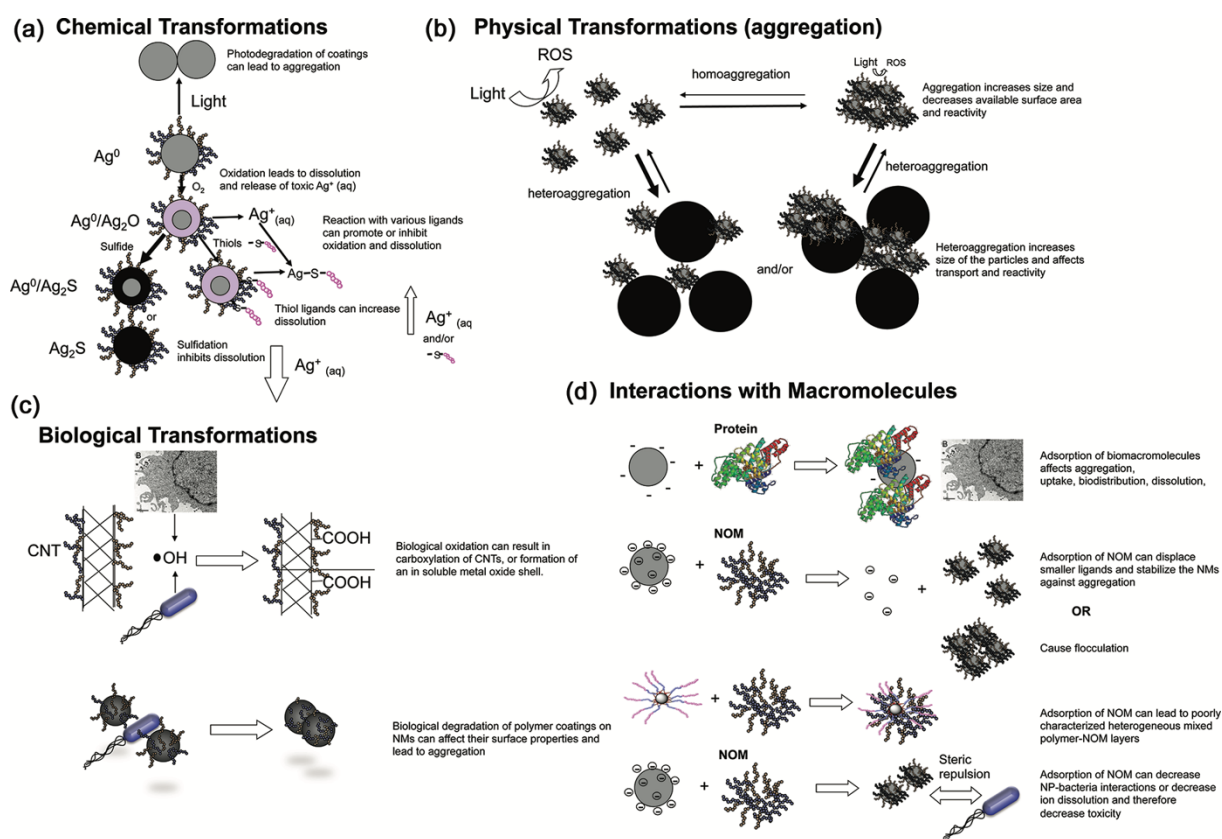 (a) Chemical Transformations
Photodegradation of coatings
can lead to aggregation
Light
Ag⁰
O₂
Oxidation leads to dissolution
and release of toxic Ag⁺ (aq)
Ag⁰/Ag₂O
Ag⁺ (aq)
Reaction with various ligands
can promote or inhibit
oxidation and dissolution
Sulfide
Thiols
-S-
Ag-S-
Ag⁰/Ag₂S
S
S
or
Thiol ligands can increase
dissolution
Ag⁺ (aq
and/or
-S-
Ag₂S
Sulfidation
inhibits dissolution
Ag⁺ (aq)
(b) Physical Transformations (aggregation)
ROS
Light
homoaggregation
Light
ROS
Aggregation increases size and
decreases available surface area
and reactivity
heteroaggregation
heteroaggregation
and/or
Heteroaggregation increases
size of the particles and affects
transport and reactivity
(c)
Biological Transformations
B
CNT
•OH
COOH
COOH
Biological oxidation can result in
carboxylation of CNTs, or formation of
an in soluble metal oxide shell.
Biological degradation of polymer coatings on
NMs can affect their surface properties and
lead to aggregation
(d) Interactions with Macromolecules
Protein
+
B
Adsorption of biomacromolecules
affects aggregation,
uptake, biodistribution, dissolution,
NOM
+
+
Adsorption of NOM can displace
smaller ligands and stabilize the NMs
against aggregation
OR
Cause flocculation
+
Adsorption of NOM can lead to poorly
characterized heterogeneous mixed
polymer-NOM layers
NOM
+
Steric
repulsion
Adsorption of NOM can decrease
NP-bacteria interactions or decrease
ion dissolution and therefore
decrease toxicity